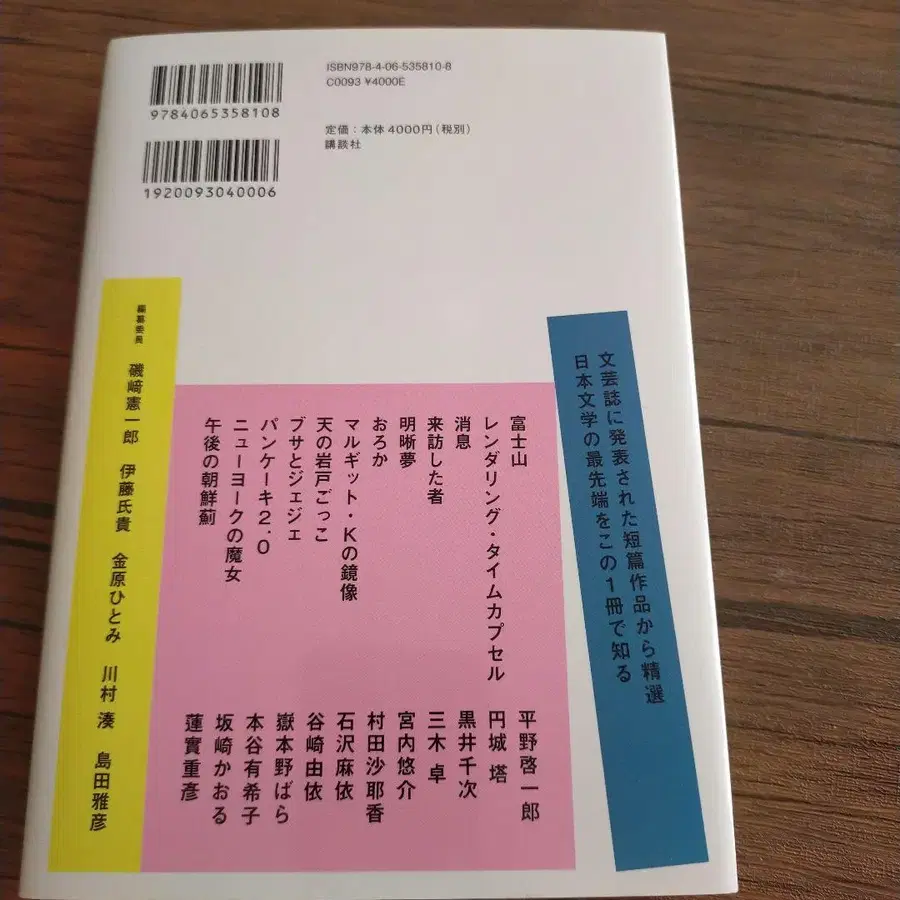 ISBN978-4-06-535810-8
C0093 ¥4000E
9784065358108
定価：本体4000円（税別）
講談社
1920093040006
文芸誌に発表された短篇作品から精選
日本文学の最先端をこの1冊で知る
富士山 平野啓一郎
レンダリング・タイムカプセル 円城 塔
消息 黒井千次
来訪した者 三木 卓
明晰夢 宮内悠介
おろか 村田沙耶香
マルギット・Kの鏡像 石沢麻依
天の岩戸ごっこ 谷崎由依
ブサとジェジェ 嶽本野ばら
パンケーキ2.0 本谷有希子
ニューヨークの魔女 坂崎かおる
午後の朝鮮薊 蓮實重彦
編纂委員 磯﨑憲一郎 伊藤氏貴 金原ひとみ 川村 湊 島田雅彦